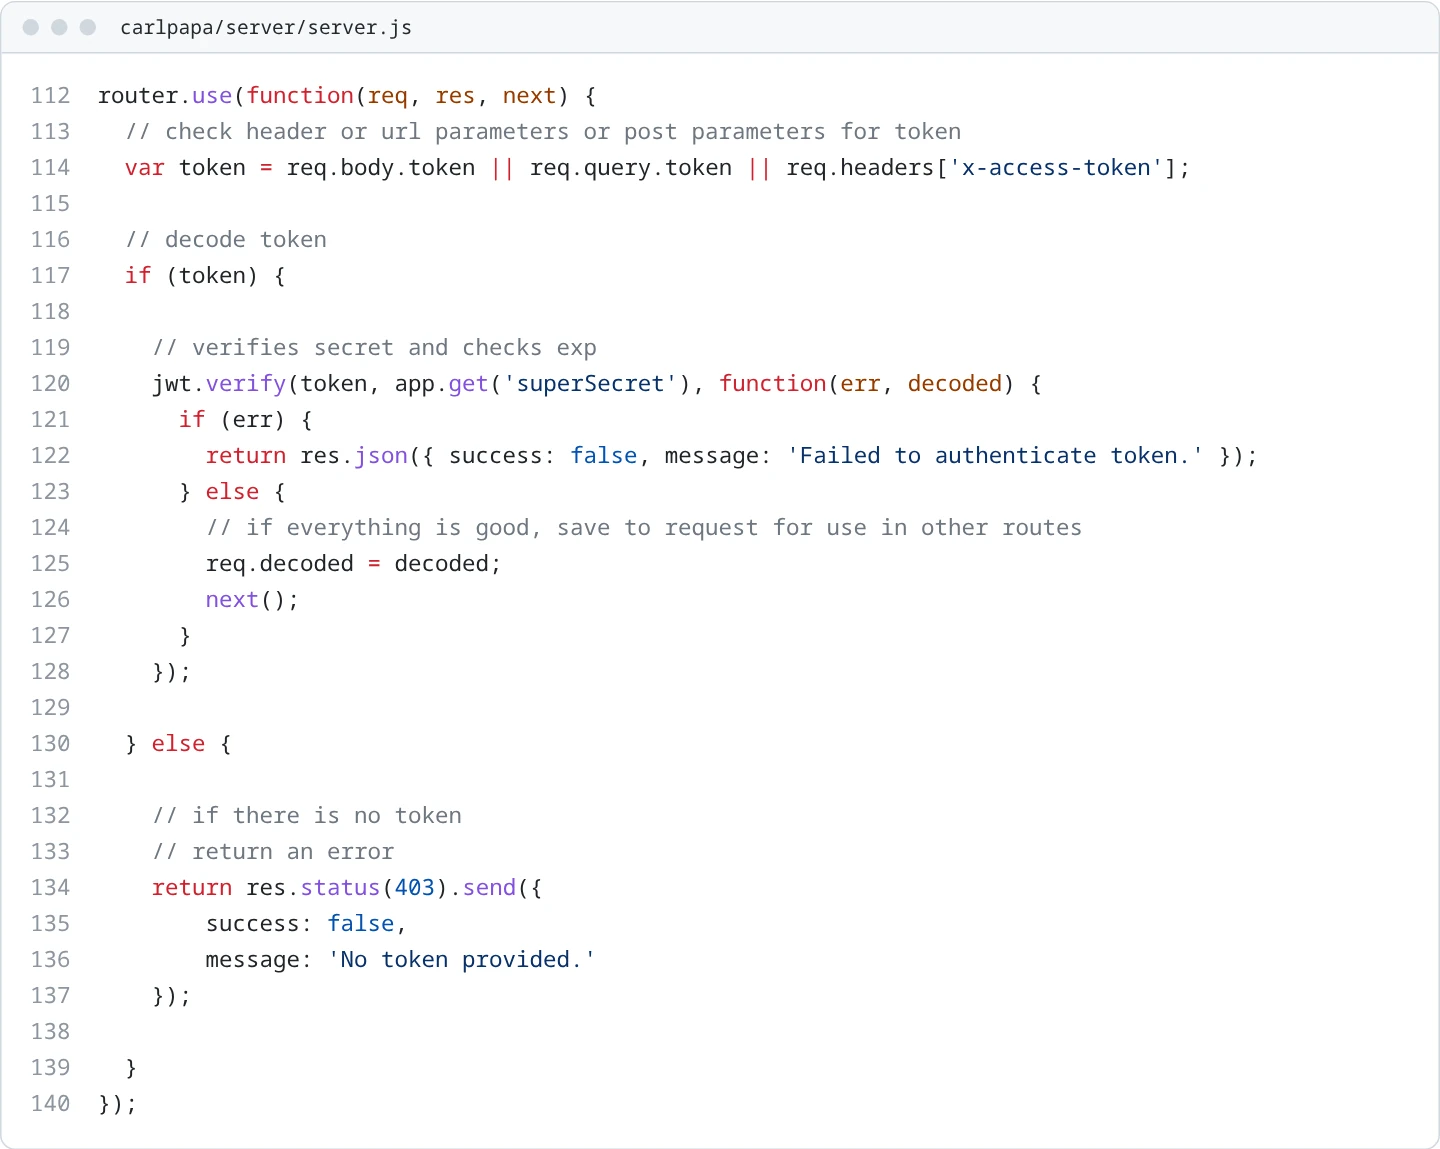 carlpapa/server/server.js
112 router.use(function(req, res, next) {
113   // check header or url parameters or post parameters for token
114   var token = req.body.token || req.query.token || req.headers['x-access-token'];
115
116   // decode token
117   if (token) {
118
119     // verifies secret and checks exp
120     jwt.verify(token, app.get('superSecret'), function(err, decoded) {
121       if (err) {
122         return res.json({ success: false, message: 'Failed to authenticate token.' });
123       } else {
124         // if everything is good, save to request for use in other routes
125         req.decoded = decoded;
126         next();
127       }
128     });
129
130   } else {
131
132     // if there is no token
133     // return an error
134     return res.status(403).send({
135         success: false,
136         message: 'No token provided.'
137     });
138
139   }
140 });